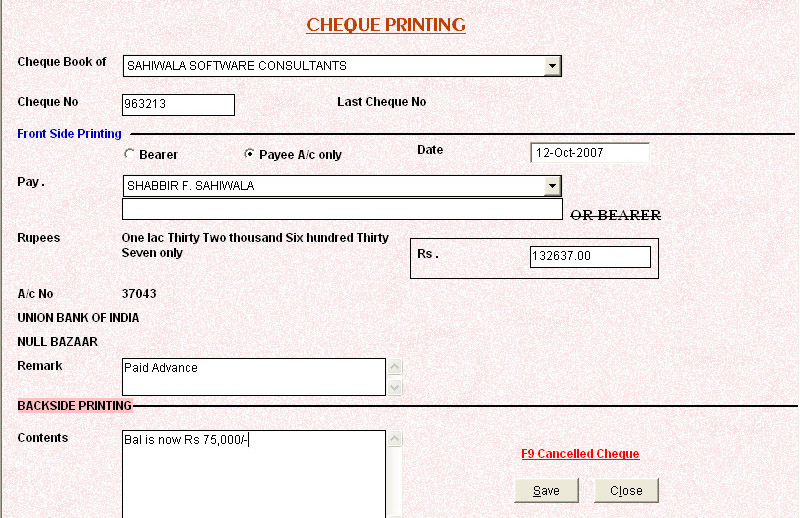 CHEQUE PRINTING
Cheque Book of SAHIWALA SOFTWARE CONSULTANTS
Cheque No 963213 Last Cheque No
Front Side Printing
Bearer Payee A/c only Date 12-Oct-2007
Pay . SHABBIR F. SAHIWALA
OR BEARER
Rupees One lac Thirty Two thousand Six hundred Thirty
Seven only
Rs . 132637.00
A/c No 37043
UNION BANK OF INDIA
NULL BAZAAR
Remark Paid Advance
BACKSIDE PRINTING
Contents Bal is now Rs 75,000/-
F9 Cancelled Cheque
Save Close